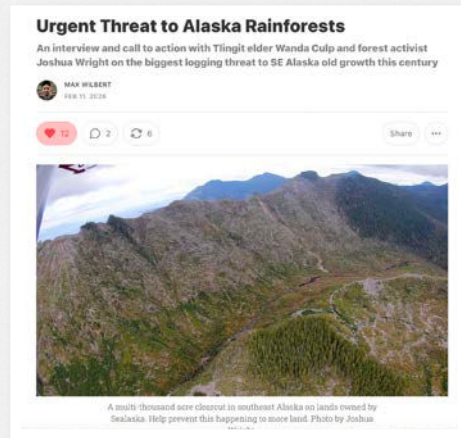 Urgent Threat to Alaska Rainforests
An interview and call to action with Tlingit elder Wanda Culp and forest activist
Joshua Wright on the biggest logging threat to SE Alaska old growth this century
MAX WILBERT
FEB 11, 2026
12
2
6
Share
A multi-thousand acre clearcut in southeast Alaska on lands owned by
Sealaska. Help prevent this happening to more land. Photo by Joshua